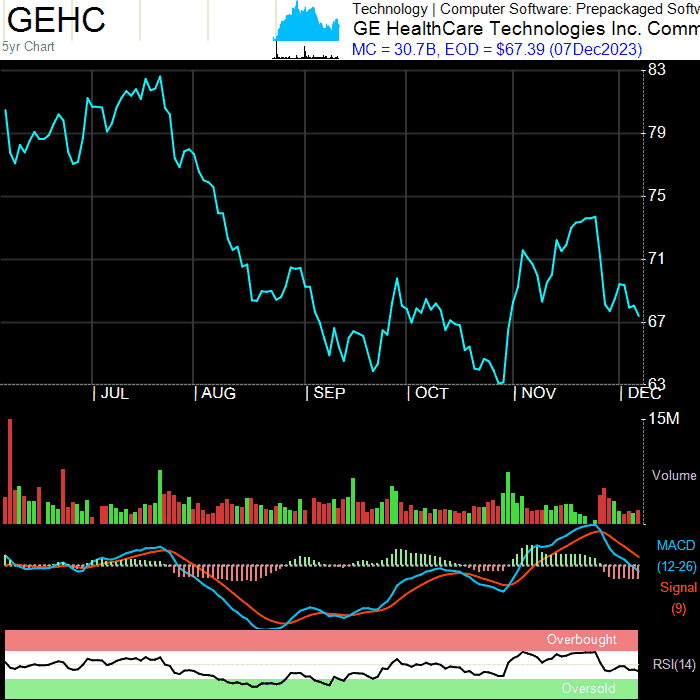 GEHC
5yr Chart
Technology | Computer Software: Prepackaged Softw
GE HealthCare Technologies Inc. Comm
MC = 30.7B, EOD = $67.39 (07Dec2023)
83
79
75
71
67
63
| JUL | AUG | SEP | OCT | NOV | DEC
15M
Volume
MACD
(12-26)
Signal
(9)
Overbought
RSI(14)
Oversold